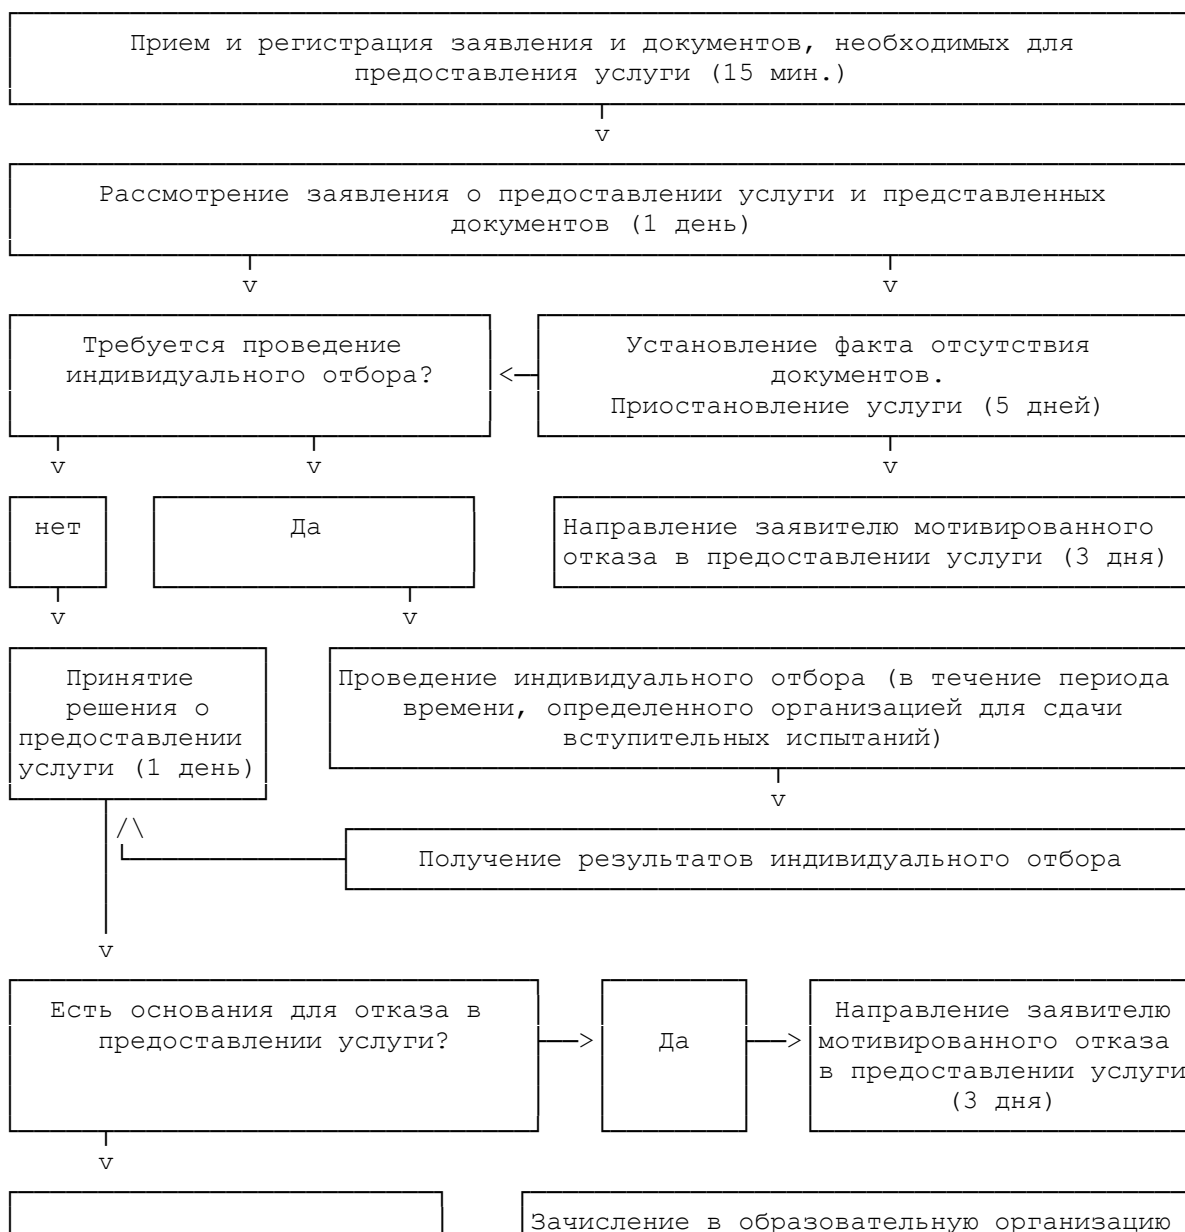 Прием и регистрация заявления и документов, необходимых для
предоставления услуги (15 мин.)
v
Рассмотрение заявления о предоставлении услуги и представленных
документов (1 день)
v v
Требуется проведение
индивидуального отбора?
<
Установление факта отсутствия
документов.
Приостановление услуги (5 дней)
v v v
нет
Да
Направление заявителю мотивированного
отказа в предоставлении услуги (3 дня)
v v
Принятие
решения о
предоставлении
услуги (1 день)
Проведение индивидуального отбора (в течение периода
времени, определенного организацией для сдачи
вступительных испытаний)
v
/\
Получение результатов индивидуального отбора
v
Есть основания для отказа в
предоставлении услуги?
>
Да
>
Направление заявителю
мотивированного отказа
в предоставлении услуги
(3 дня)
v
Зачисление в образовательную организацию